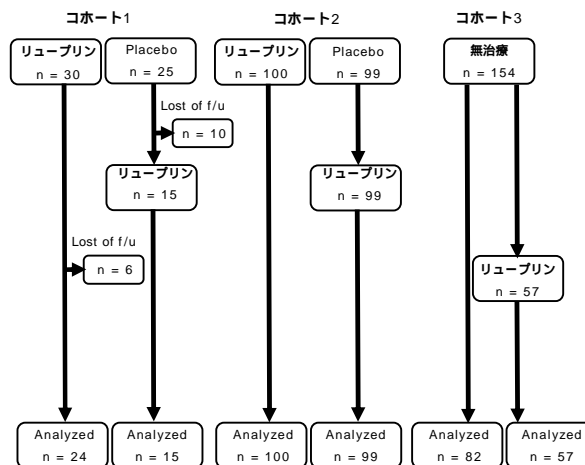 コホート1
コホート2
コホート3
リュープリン
n = 30
Placebo
n = 25
リュープリン
n = 100
Placebo
n = 99
無治療
n = 154
Lost of f/u
n = 10
リュープリン
n = 15
リュープリン
n = 99
Lost of f/u
n = 6
リュープリン
n = 57
Analyzed
n = 24
Analyzed
n = 15
Analyzed
n = 100
Analyzed
n = 99
Analyzed
n = 82
Analyzed
n = 57